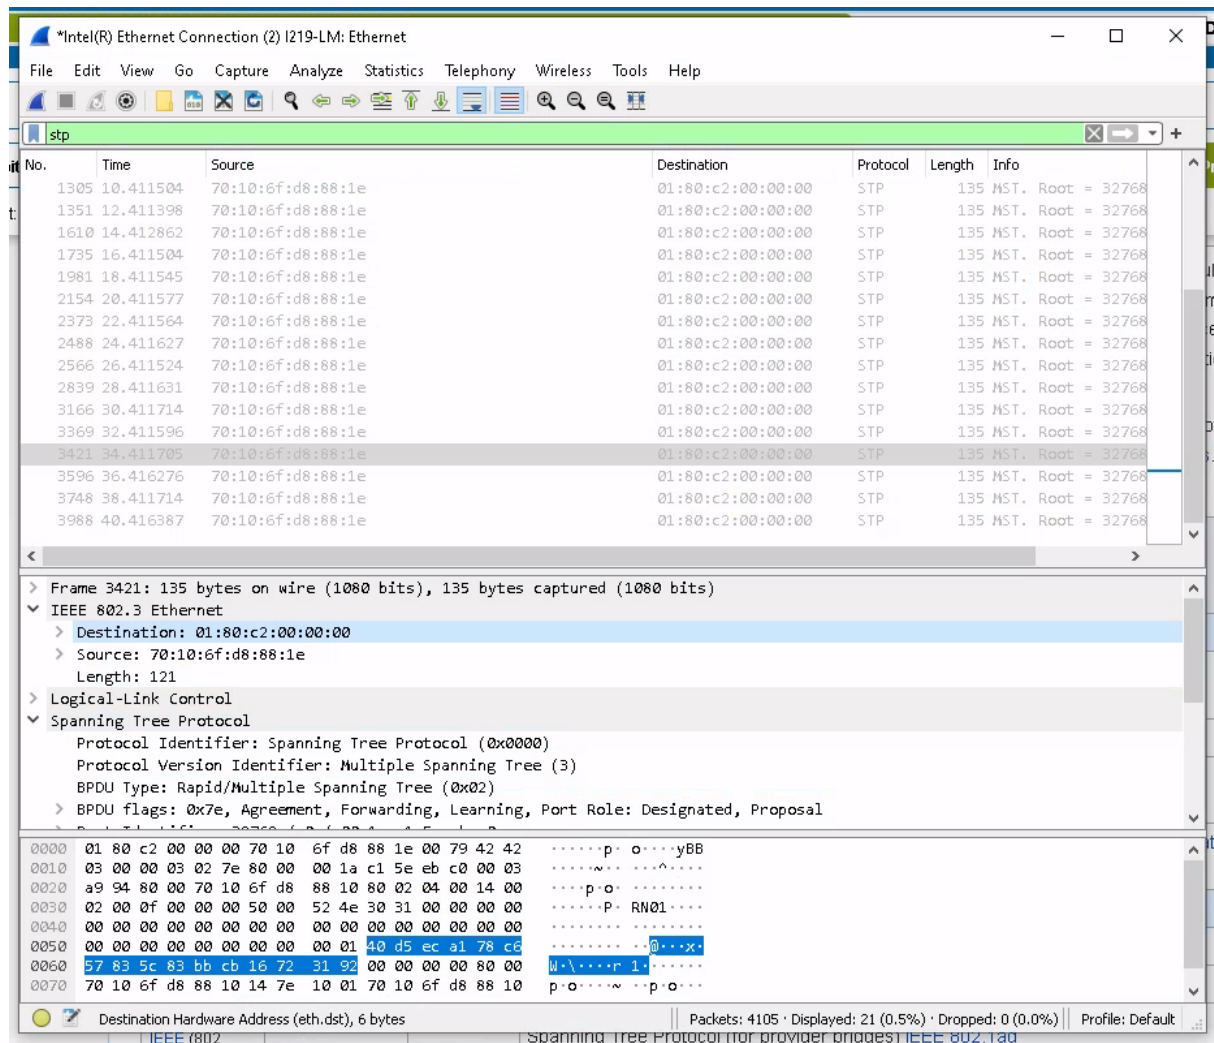 *Intel(R) Ethernet Connection (2) I219-LM: Ethernet
File Edit View Go Capture Analyze Statistics Telephony Wireless Tools Help
stp
No. Time Source Destination Protocol Length Info
1305 10.411504 70:10:6f:d8:88:1e 01:80:c2:00:00:00 STP 135 MST. Root = 32768
1351 12.411398 70:10:6f:d8:88:1e 01:80:c2:00:00:00 STP 135 MST. Root = 32768
1610 14.412862 70:10:6f:d8:88:1e 01:80:c2:00:00:00 STP 135 MST. Root = 32768
1735 16.411504 70:10:6f:d8:88:1e 01:80:c2:00:00:00 STP 135 MST. Root = 32768
1981 18.411545 70:10:6f:d8:88:1e 01:80:c2:00:00:00 STP 135 MST. Root = 32768
2154 20.411577 70:10:6f:d8:88:1e 01:80:c2:00:00:00 STP 135 MST. Root = 32768
2373 22.411564 70:10:6f:d8:88:1e 01:80:c2:00:00:00 STP 135 MST. Root = 32768
2488 24.411627 70:10:6f:d8:88:1e 01:80:c2:00:00:00 STP 135 MST. Root = 32768
2566 26.411524 70:10:6f:d8:88:1e 01:80:c2:00:00:00 STP 135 MST. Root = 32768
2839 28.411631 70:10:6f:d8:88:1e 01:80:c2:00:00:00 STP 135 MST. Root = 32768
3166 30.411714 70:10:6f:d8:88:1e 01:80:c2:00:00:00 STP 135 MST. Root = 32768
3369 32.411596 70:10:6f:d8:88:1e 01:80:c2:00:00:00 STP 135 MST. Root = 32768
3421 34.411705 70:10:6f:d8:88:1e 01:80:c2:00:00:00 STP 135 MST. Root = 32768
3596 36.416276 70:10:6f:d8:88:1e 01:80:c2:00:00:00 STP 135 MST. Root = 32768
3748 38.411714 70:10:6f:d8:88:1e 01:80:c2:00:00:00 STP 135 MST. Root = 32768
3988 40.416387 70:10:6f:d8:88:1e 01:80:c2:00:00:00 STP 135 MST. Root = 32768
Frame 3421: 135 bytes on wire (1080 bits), 135 bytes captured (1080 bits)
IEEE 802.3 Ethernet
Destination: 01:80:c2:00:00:00
Source: 70:10:6f:d8:88:1e
Length: 121
Logical-Link Control
Spanning Tree Protocol
Protocol Identifier: Spanning Tree Protocol (0x0000)
Protocol Version Identifier: Multiple Spanning Tree (3)
BPDU Type: Rapid/Multiple Spanning Tree (0x02)
BPDU flags: 0x7e, Agreement, Forwarding, Learning, Port Role: Designated, Proposal
0000 01 80 c2 00 00 00 70 10 6f d8 88 1e 00 79 42 42 ······p· o····yBB
0010 03 00 00 03 02 7e 80 00 00 1a c1 5e eb c0 00 03 ·····~·· ···^····
0020 a9 94 80 00 70 10 6f d8 88 10 80 02 04 00 14 00 ····p·o· ········
0030 02 00 0f 00 00 00 50 00 52 4e 30 31 00 00 00 00 ······P· RN01····
0040 00 00 00 00 00 00 00 00 00 00 00 00 00 00 00 00 ········ ········
0050 00 00 00 00 00 00 00 00 00 01 40 d5 ec a1 78 c6 ········ ··@···x·
0060 57 83 5c 83 bb cb 16 72 31 92 00 00 00 00 80 00 W·\····r 1·······
0070 70 10 6f d8 88 10 14 7e 10 01 70 10 6f d8 88 10 p·o····~ ··p·o···
Destination Hardware Address (eth.dst), 6 bytes Packets: 4105 · Displayed: 21 (0.5%) · Dropped: 0 (0.0%) Profile: Default
IEEE (802 Spanning Tree Protocol (for provider bridges) IEEE 802.1ad